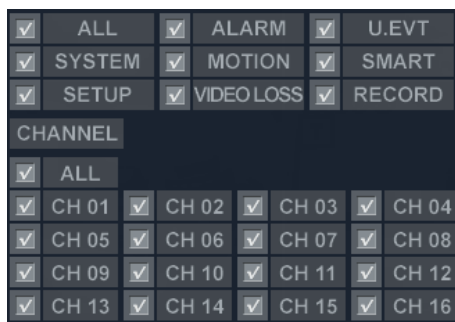 ALL ALARM U.EVT
SYSTEM MOTION SMART
SETUP VIDEO LOSS RECORD
CHANNEL
ALL
CH 01 CH 02 CH 03 CH 04
CH 05 CH 06 CH 07 CH 08
CH 09 CH 10 CH 11 CH 12
CH 13 CH 14 CH 15 CH 16